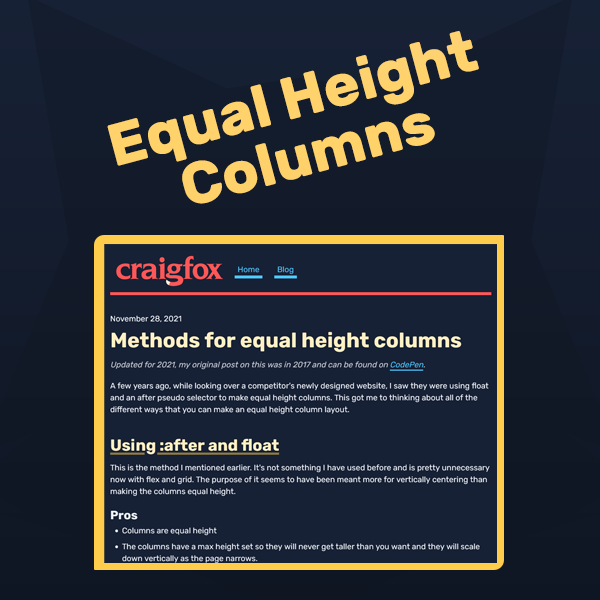 Equal Height
Columns
craigfox
Home
Blog
November 28, 2021
Methods for equal height columns
Updated for 2021, my original post on this was in 2017 and can be found on CodePen.
A few years ago, while looking over a competitor's newly designed website, I saw they were using float
and an after pseudo selector to make equal height columns. This got me to thinking about all of the
different ways that you can make an equal height column layout.
Using :after and float
This is the method I mentioned earlier. It's not something I have used before and is pretty unnecessary
now with flex and grid. The purpose of it seems to have been meant more for vertically centering than
making the columns equal height.
Pros
• Columns are equal height
• The columns have a max height set so they will never get taller than you want and they will scale
down vertically as the page narrows.